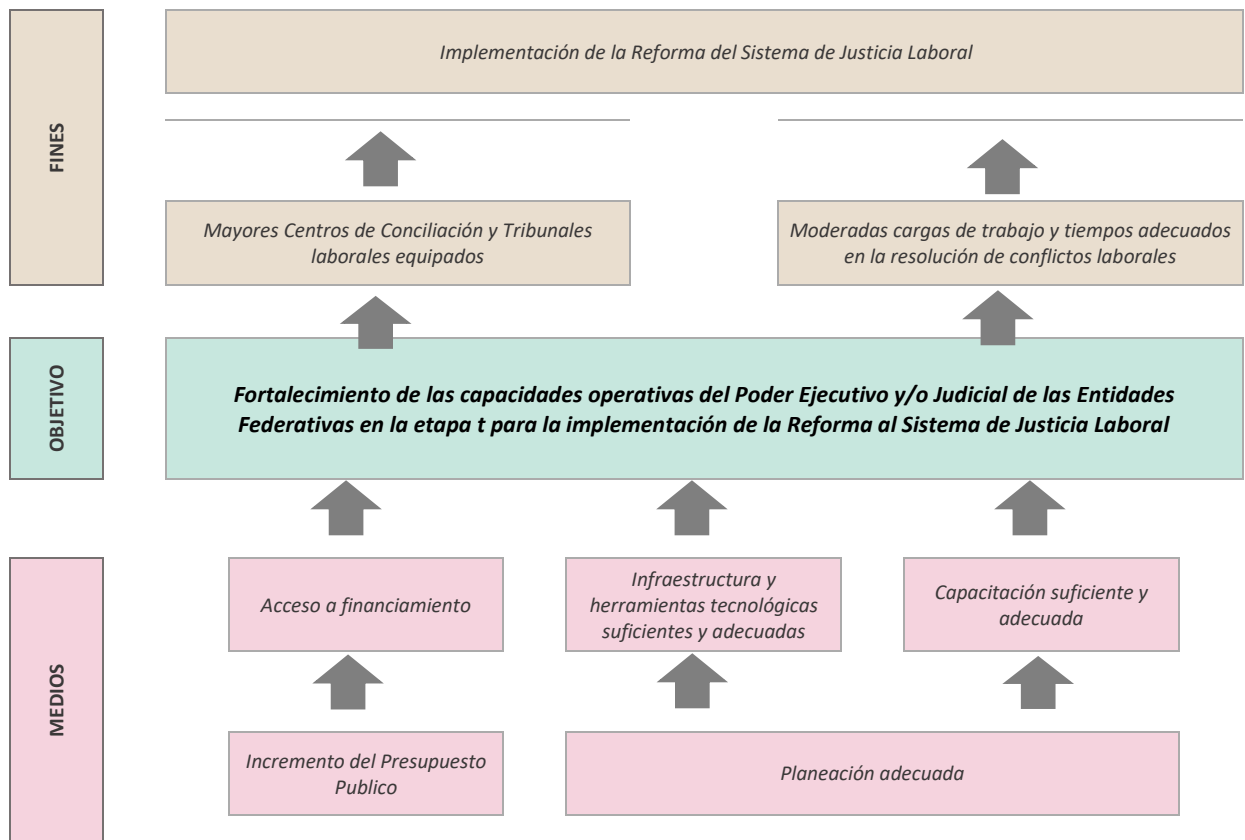 FINES
Implementación de la Reforma del Sistema de Justicia Laboral
Mayores Centros de Conciliación y Tribunales
laborales equipados
Moderadas cargas de trabajo y tiempos adecuados
en la resolución de conflictos laborales
OBJETIVO
Fortalecimiento de las capacidades operativas del Poder Ejecutivo y/o Judicial de las Entidades
Federativas en la etapa t para la implementación de la Reforma al Sistema de Justicia Laboral
MEDIOS
Acceso a financiamiento
Infraestructura y
herramientas tecnológicas
suficientes y adecuadas
Capacitación suficiente y
adecuada
Incremento del Presupuesto
Publico
Planeación adecuada